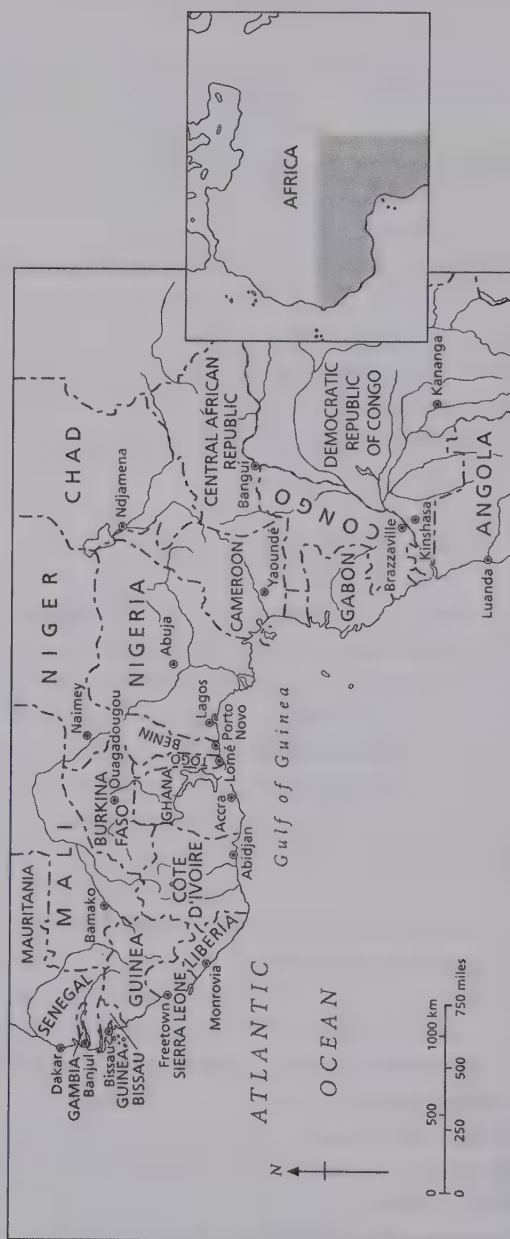 MAURITANIA
MALI
NIGER
CHAD
SENEGAL
Dakar
GAMBIA
Banjul
Bissau
GUINEA
BISSAU
GUINEA
Bamako
BURKINA
FASO
Ouagadougou
Naimey
Ndjamena
NIGERIA
Abuja
BENIN
TOGO
GHANA
CÔTE
D'IVOIRE
LIBERIA
Freetown
SIERRA LEONE
Monrovia
Abidjan
Accra
Lomé
Porto
Novo
Lagos
CENTRAL AFRICAN
REPUBLIC
Bangui
CAMEROON
Yaoundé
Gulf of Guinea
ATLANTIC
OCEAN
GABON
CONGO
Brazzaville
Kinshasa
DEMOCRATIC
REPUBLIC
OF CONGO
Kananga
Luanda
ANGOLA
AFRICA
N
0 500 1000 km
0 250 500 750 miles